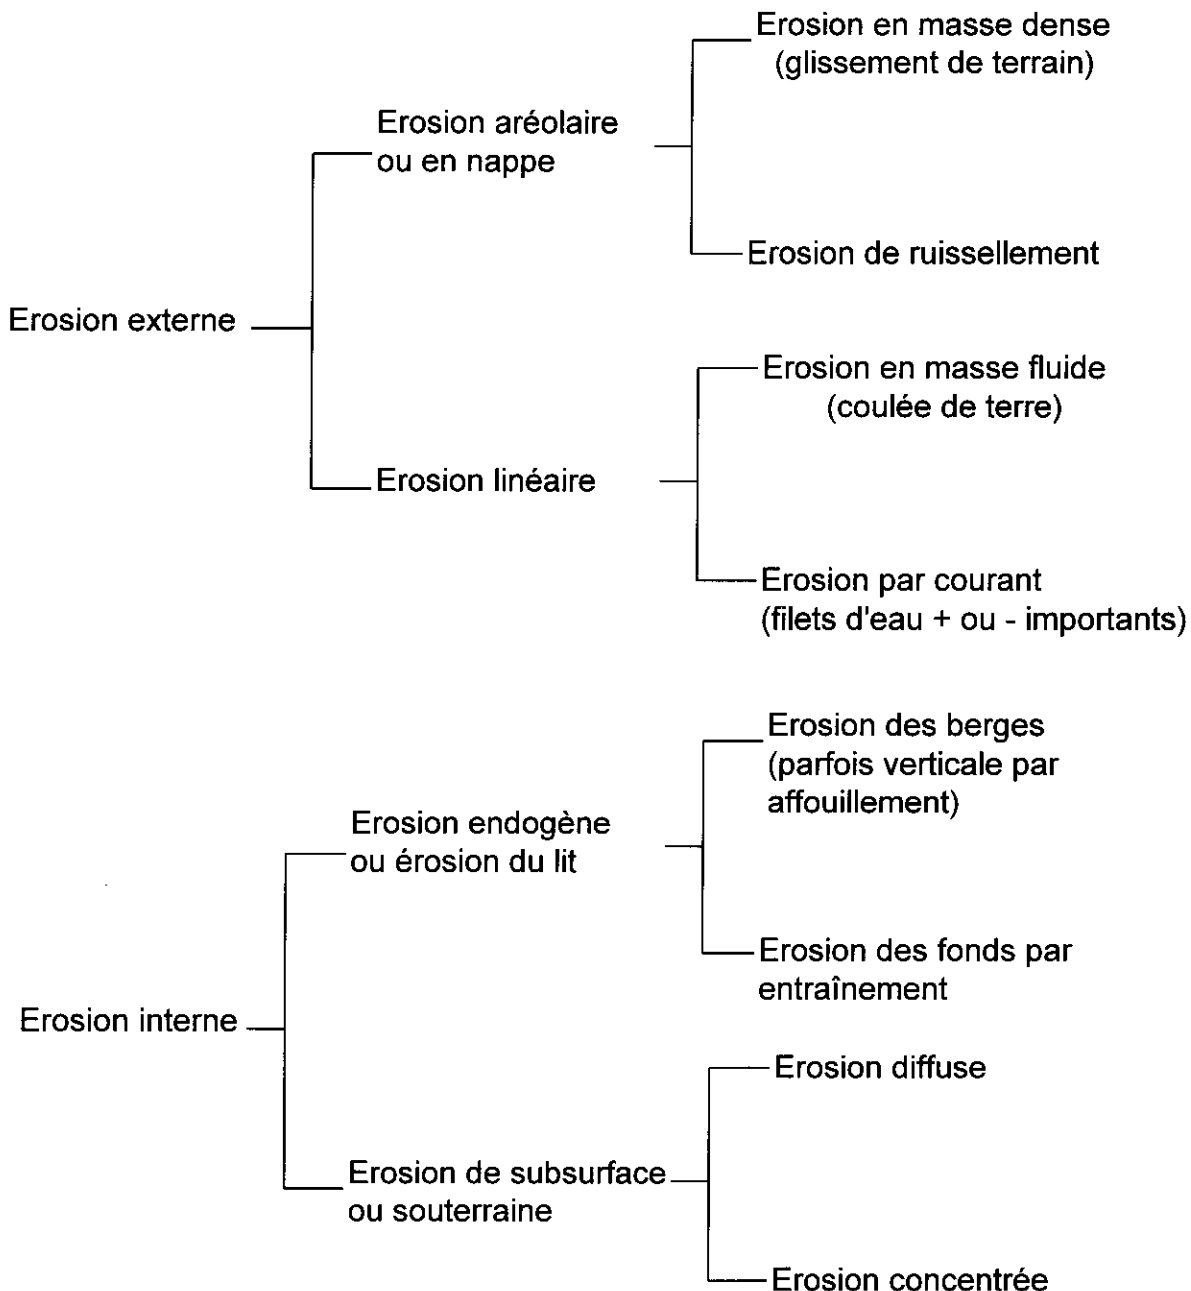 Erosion en masse dense
(glissement de terrain)
Erosion aréolaire
ou en nappe
Erosion de ruissellement
Erosion externe
Erosion en masse fluide
(coulée de terre)
Erosion linéaire
Erosion par courant
(filets d'eau + ou - importants)
Erosion des berges
(parfois verticale par
affouillement)
Erosion endogène
ou érosion du lit
Erosion des fonds par
entraînement
Erosion interne
Erosion diffuse
Erosion de subsurface
ou souterraine
Erosion concentrée